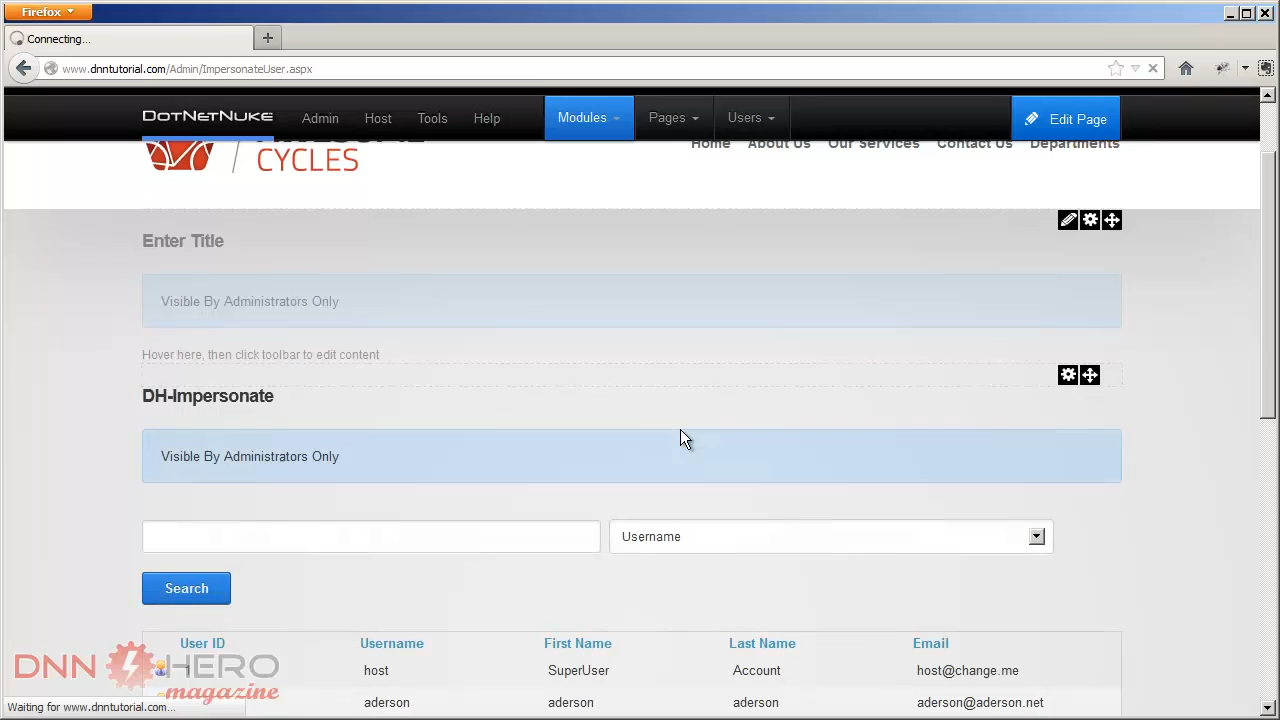 Firefox
Connecting...
www.dnntutorial.com/Admin/ImpersonateUser.aspx
DotNetNuke Admin Host Tools Help Modules Pages Users Edit Page
CYCLES Home About Us Our Services Contact Us Departments
Enter Title
Visible By Administrators Only
Hover here, then click toolbar to edit content
DH-Impersonate
Visible By Administrators Only
Username
Search
User ID Username First Name Last Name Email
1 host SuperUser Account host@change.me
aderson aderson aderson aderson@aderson.net
DNN HERO
magazine
Waiting for www.dnntutorial.com...